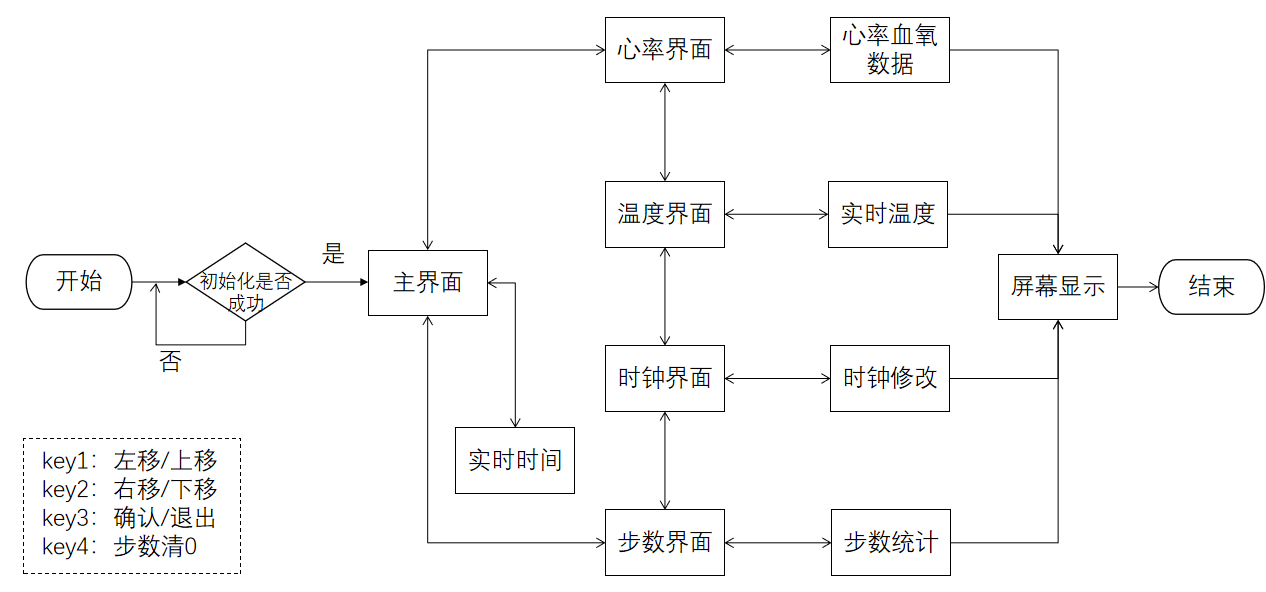 心率界面
心率血氧
数据
温度界面
实时温度
开始
初始化是否
成功
是
否
主界面
屏幕显示
结束
时钟界面
时钟修改
实时时间
步数界面
步数统计
key1：左移/上移
key2：右移/下移
key3：确认/退出
key4：步数清0